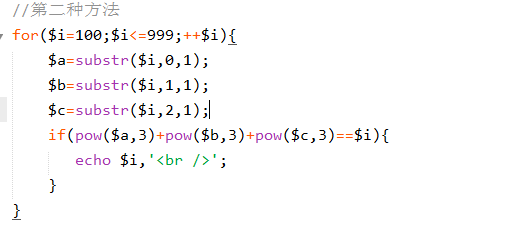 //第二种方法
for($i=100;$i<=999;++$i){
$a=substr($i,0,1);
$b=substr($i,1,1);
$c=substr($i,2,1);
if(pow($a,3)+pow($b,3)+pow($c,3)==$i){
echo $i,'<br />';
}
}